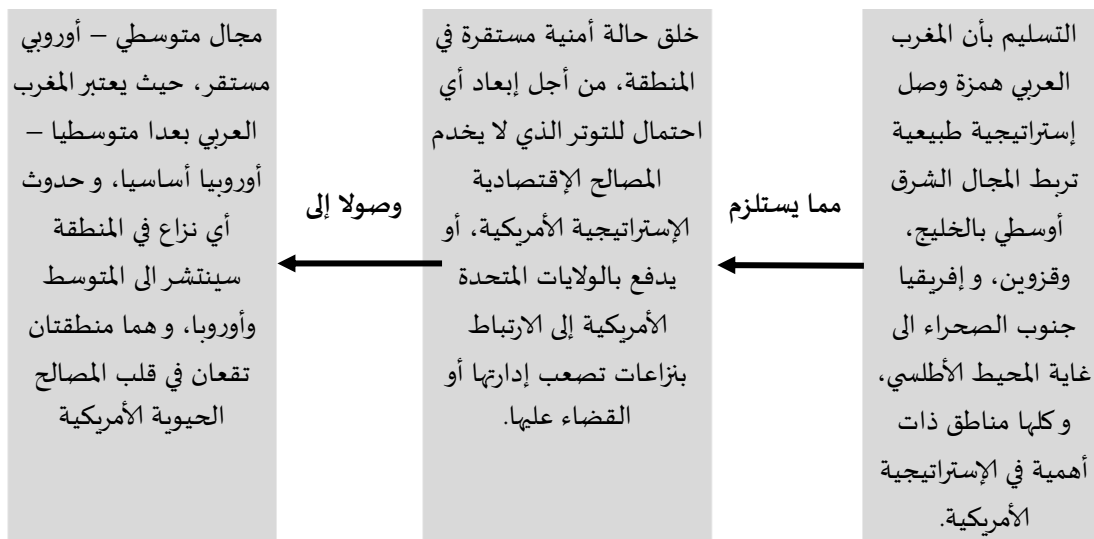 التسليم بأن المغرب
العربي همزة وصل
إستراتيجية طبيعية
تربط المجال الشرق
أوسطي بالخليج،
وقزوين، و إفريقيا
جنوب الصحراء الى
غاية المحيط الأطلسي،
و كلها مناطق ذات
أهمية في الإستراتيجية
الأمريكية.
مما يستلزم
خلق حالة أمنية مستقرة في
المنطقة، من أجل إبعاد أي
احتمال للتوتر الذي لا يخدم
المصالح الإقتصادية
الإستراتيجية الأمريكية، أو
يدفع بالولايات المتحدة
الأمريكية إلى الارتباط
بنزاعات تصعب إدارتها أو
القضاء عليها.
وصولا إلى
مجال متوسطي – أوروبي
مستقر، حيث يعتبر المغرب
العربي بعدا متوسطيا –
أوروبيا أساسيا، و حدوث
أي نزاع في المنطقة
سينتشر الى المتوسط
وأوروبا، و هما منطقتان
تقعان في قلب المصالح
الحيوية الأمريكية